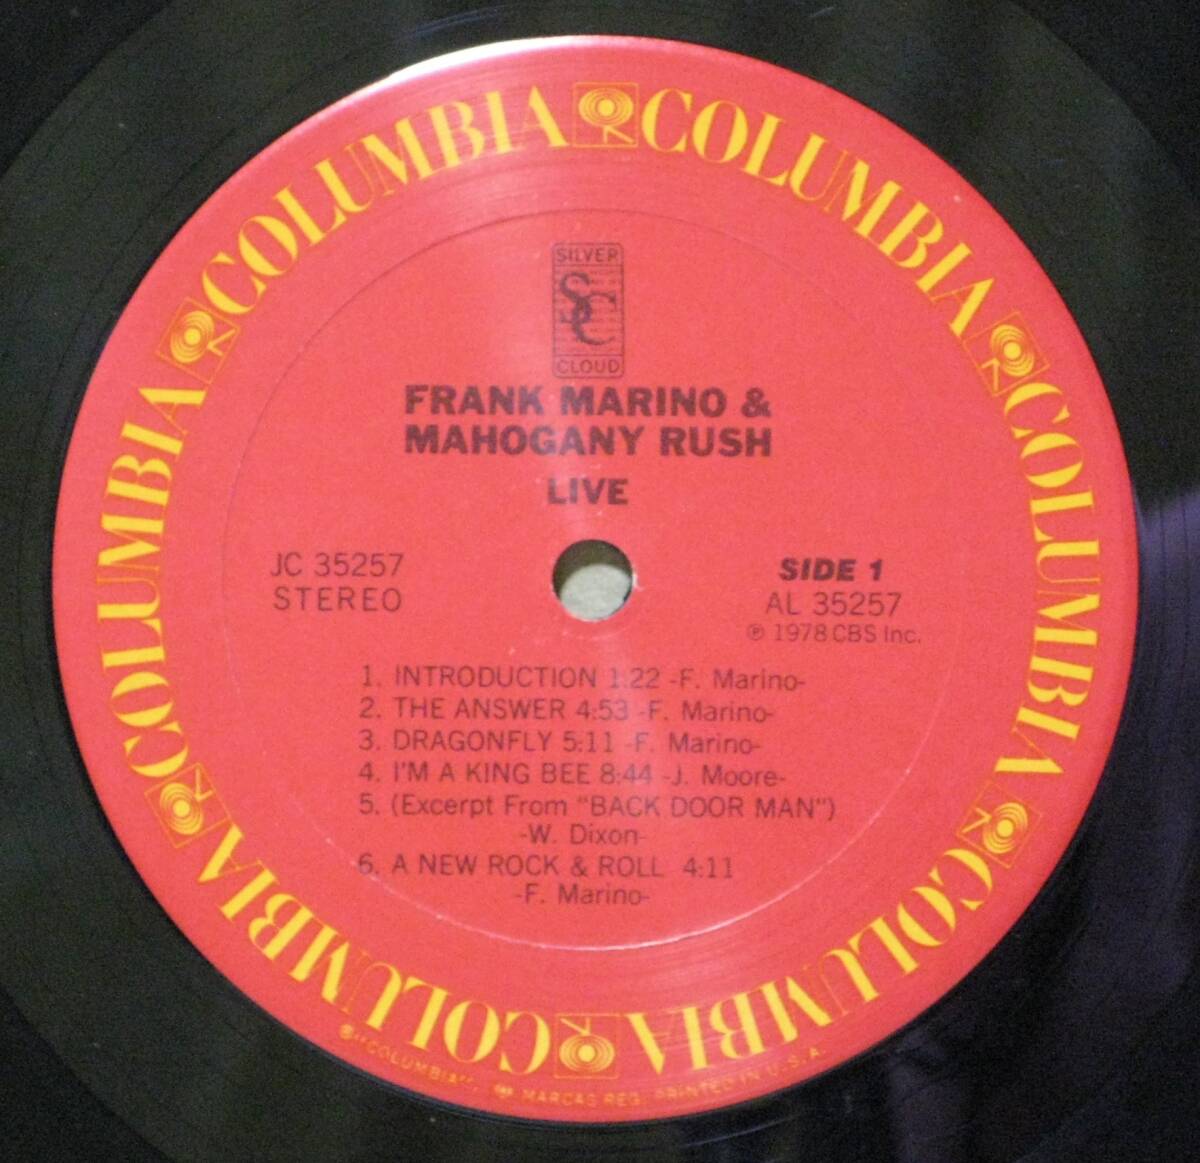 COLUMBIA COLUMBIA COLUMBIA COLUMBIA COLUMBIA COLUMBIA
SILVER
SC
CLOUD
FRANK MARINO &
MAHOGANY RUSH
LIVE
JC 35257
STEREO
SIDE 1
AL 35257
℗ 1978 CBS Inc.
1. INTRODUCTION 1:22 -F. Marino-
2. THE ANSWER 4:53 -F. Marino-
3. DRAGONFLY 5:11 -F. Marino-
4. I'M A KING BEE 8:44 -J. Moore-
5. (Excerpt From "BACK DOOR MAN")
-W. Dixon-
6. A NEW ROCK & ROLL 4:11
-F. Marino-
"COLUMBIA", MARCAS REG. PRINTED IN U.S.A.